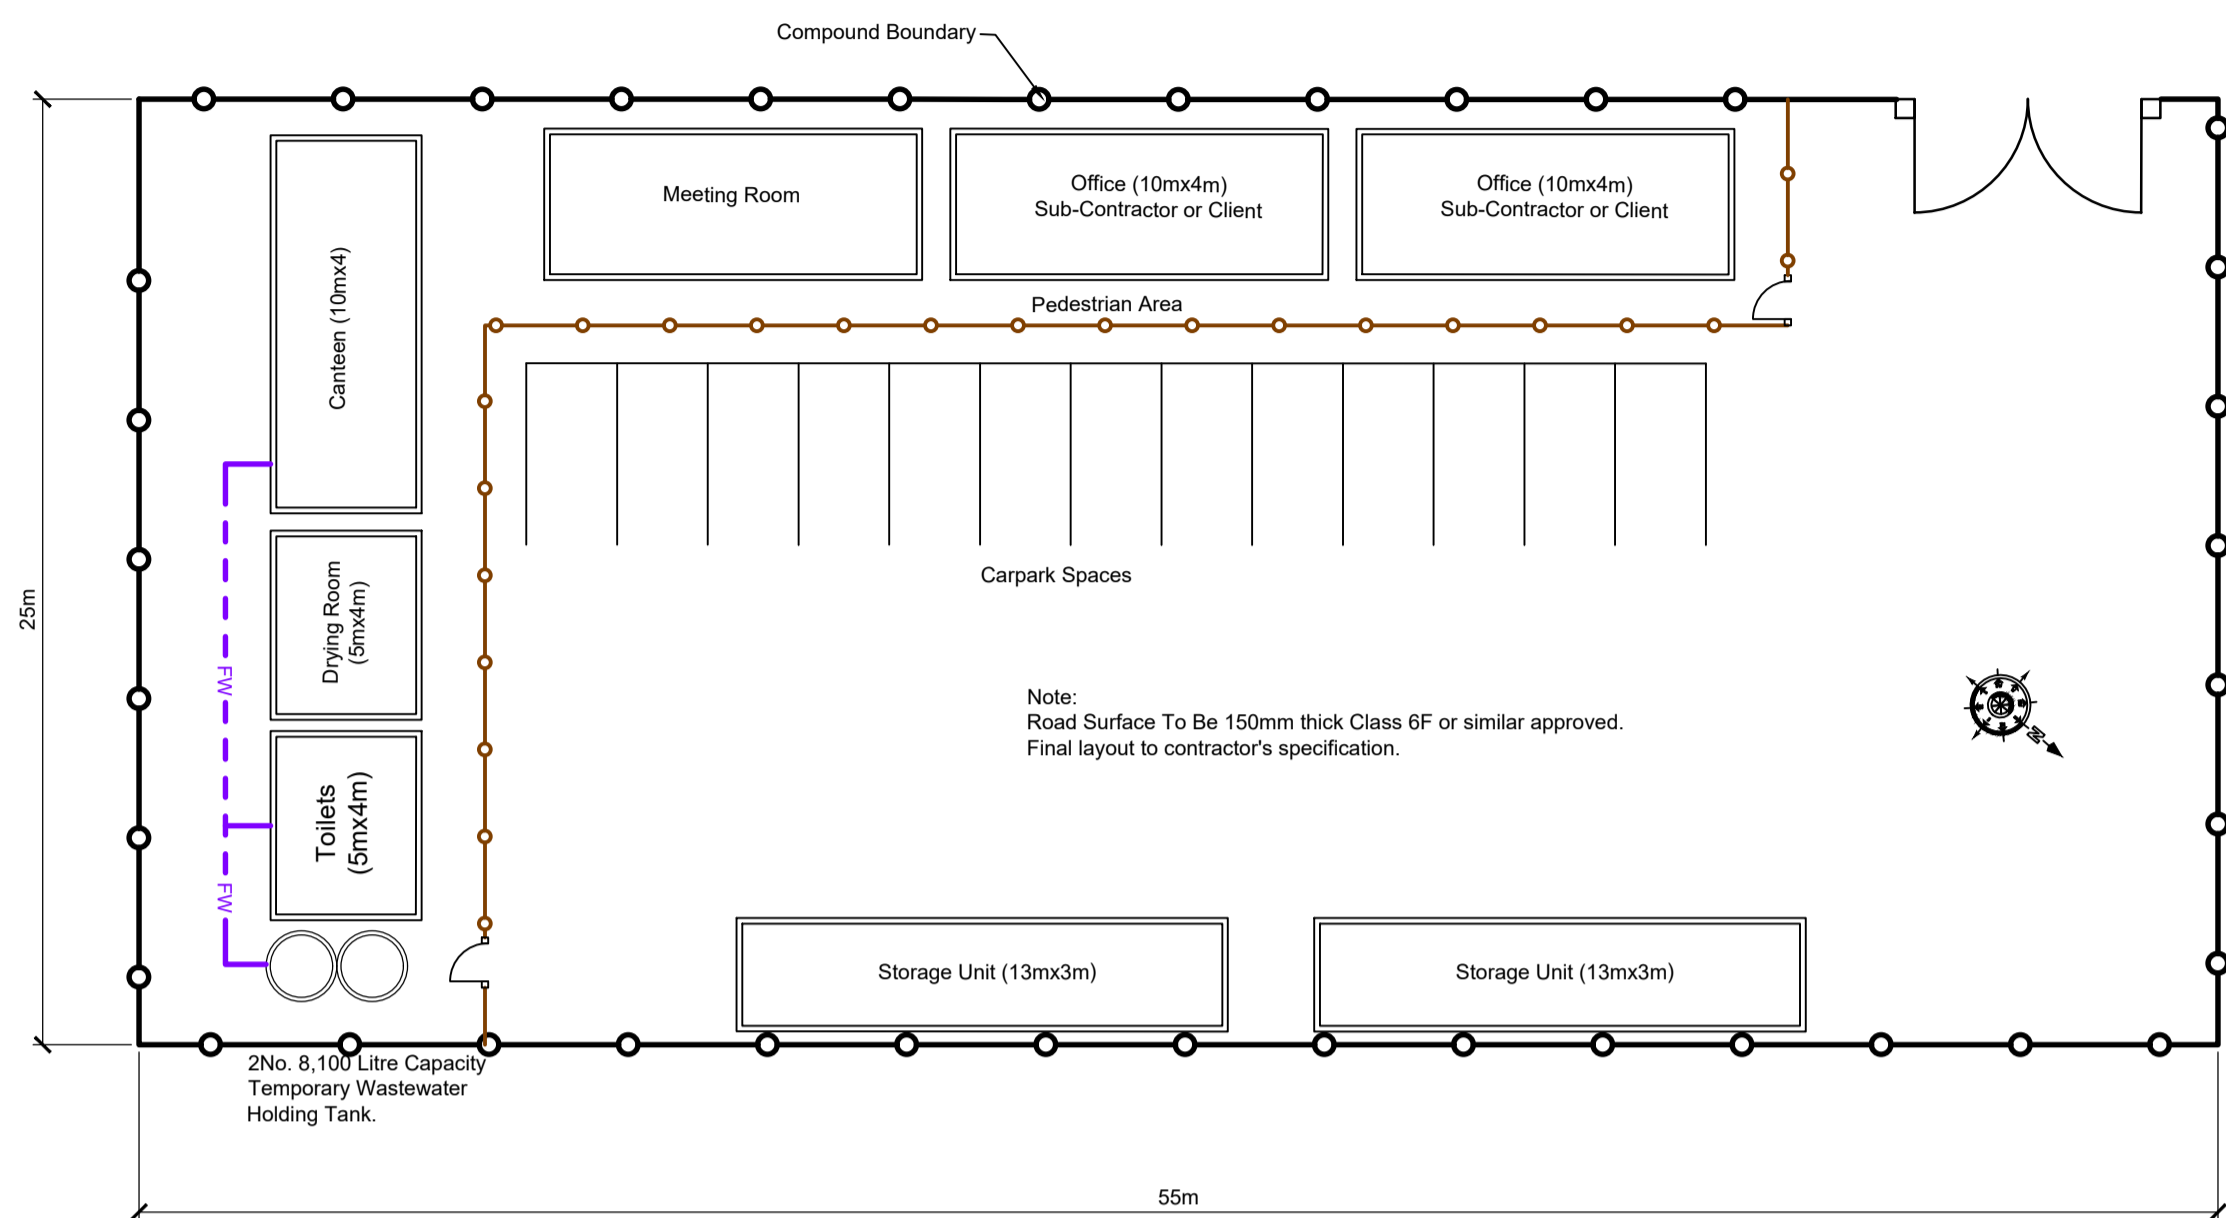 Compound Boundary
Meeting Room
Office (10mx4m)
Sub-Contractor or Client
Office (10mx4m)
Sub-Contractor or Client
Canteen (10mx4)
Pedestrian Area
Carpark Spaces
Drying Room
(5mx4m)
25m
FW
Note:
Road Surface To Be 150mm thick Class 6F or similar approved.
Final layout to contractor's specification.
N
Toilets
(5mx4m)
FW
Storage Unit (13mx3m)
Storage Unit (13mx3m)
2No. 8,100 Litre Capacity
Temporary Wastewater
Holding Tank.
55m